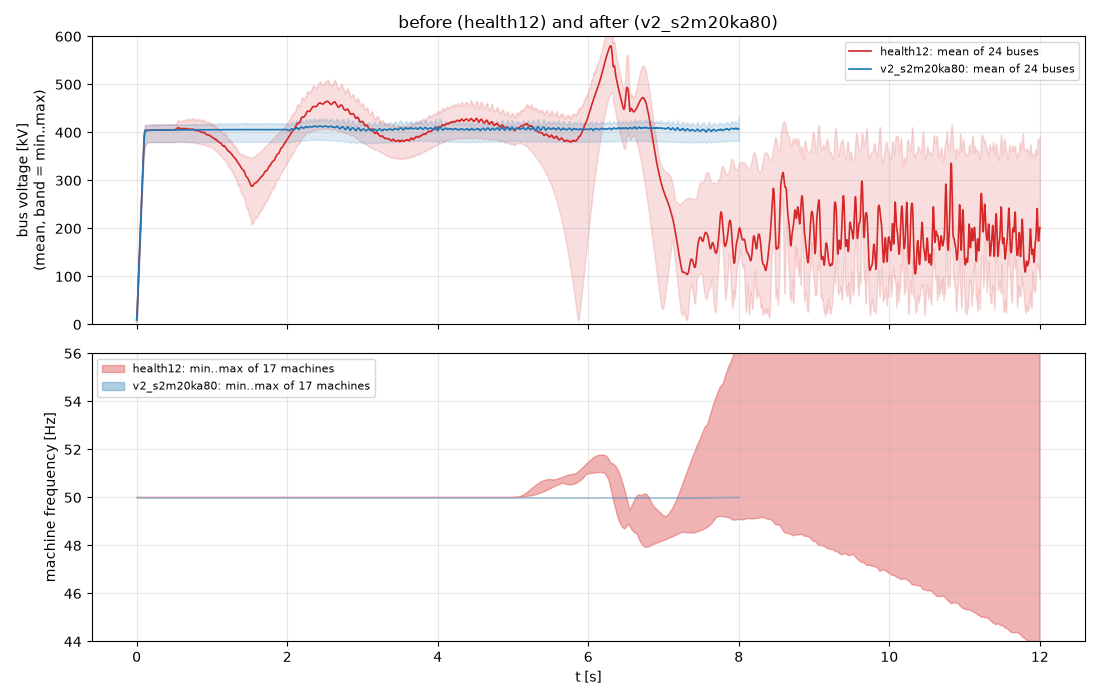 before (health12) and after (v2_s2m20ka80)
bus voltage [kV]
(mean, band = min..max)
600
500
400
300
200
100
0
health12: mean of 24 buses
v2_s2m20ka80: mean of 24 buses
machine frequency [Hz]
56
54
52
50
48
46
44
health12: min..max of 17 machines
v2_s2m20ka80: min..max of 17 machines
0 2 4 6 8 10 12
t [s]